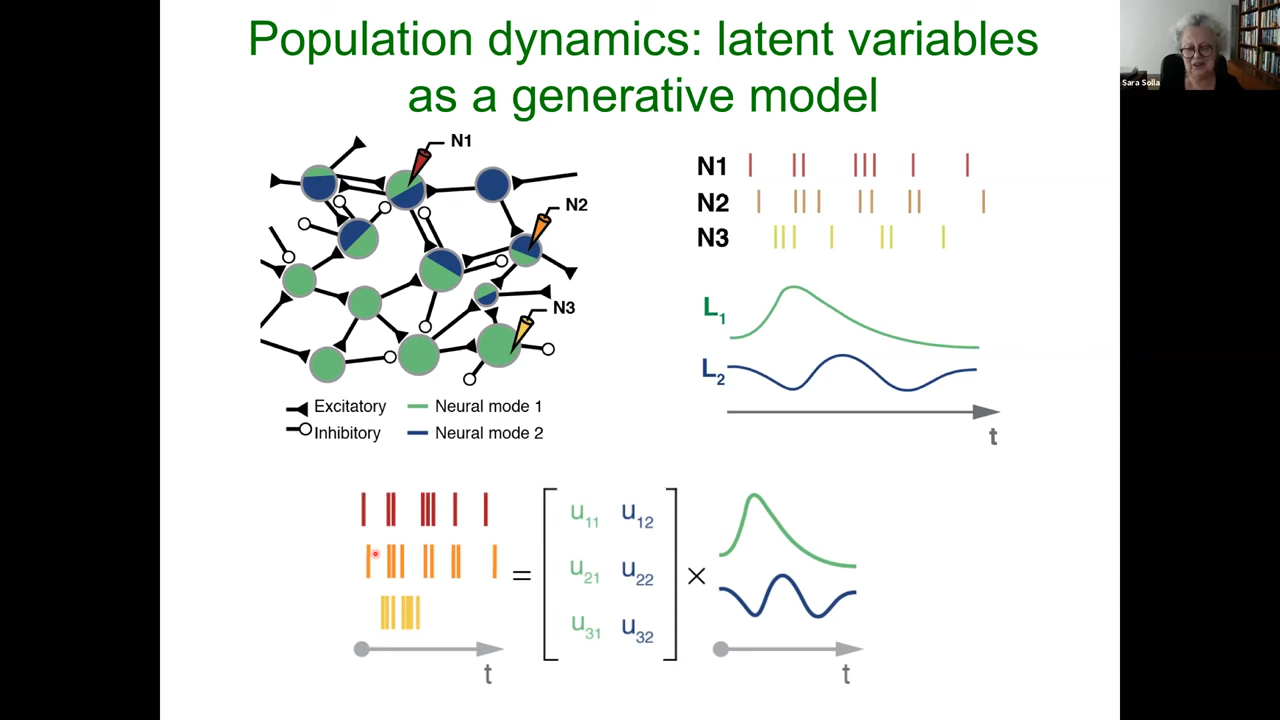 Population dynamics: latent variables
as a generative model
Sara Solla
N1
N2
N3
Excitatory
Inhibitory
Neural mode 1
Neural mode 2
N1
N2
N3
L1
L2
t
t
=
u11 u12
u21 u22
u31 u32
×
t